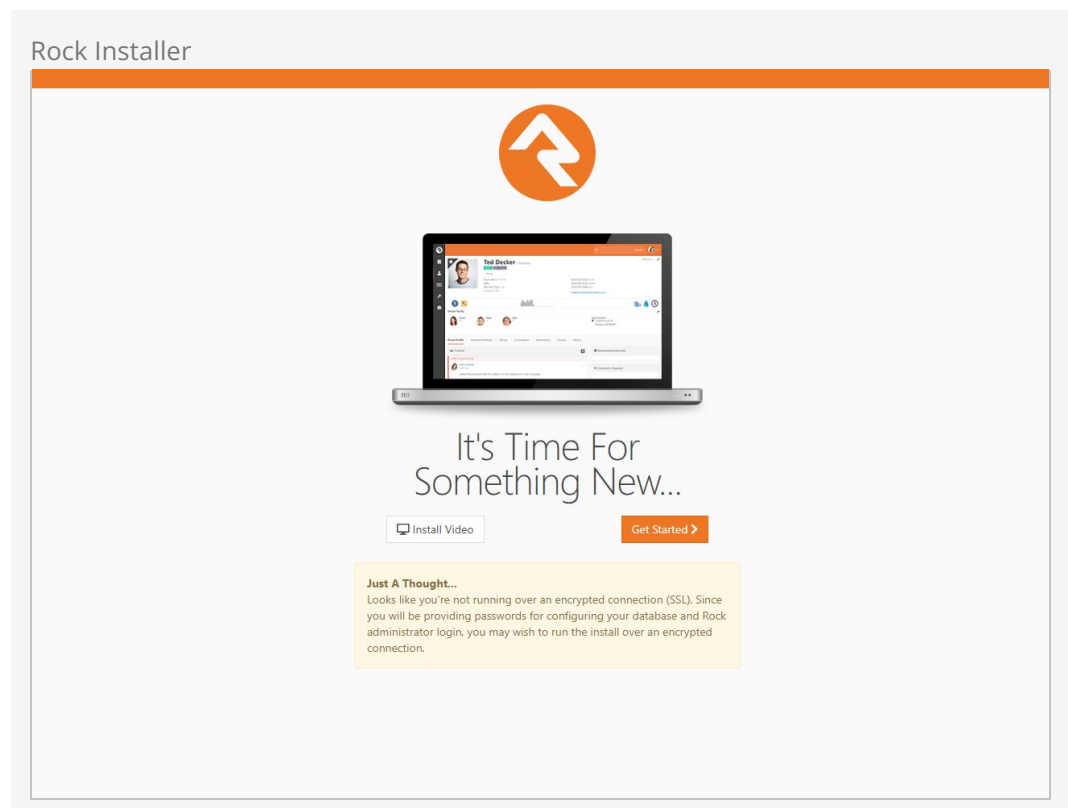 Rock Installer
Ted Decker
It's Time For
Something New...
Install Video
Get Started
Just A Thought...
Looks like you're not running over an encrypted connection (SSL). Since
you will be providing passwords for configuring your database and Rock
administrator login, you may wish to run the install over an encrypted
connection.